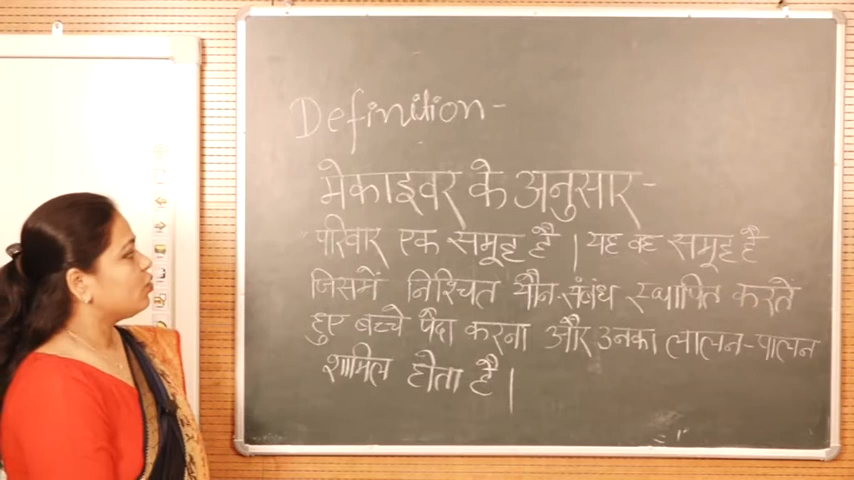 Definition-
मेकाइवर के अनुसार-
परिवार एक समूह है | यह वह समूह है
जिसमें निश्चित यौन-संबंध स्थापित करते
हुए बच्चे पैदा करना और उनका लालन-पालन
शामिल होता है |